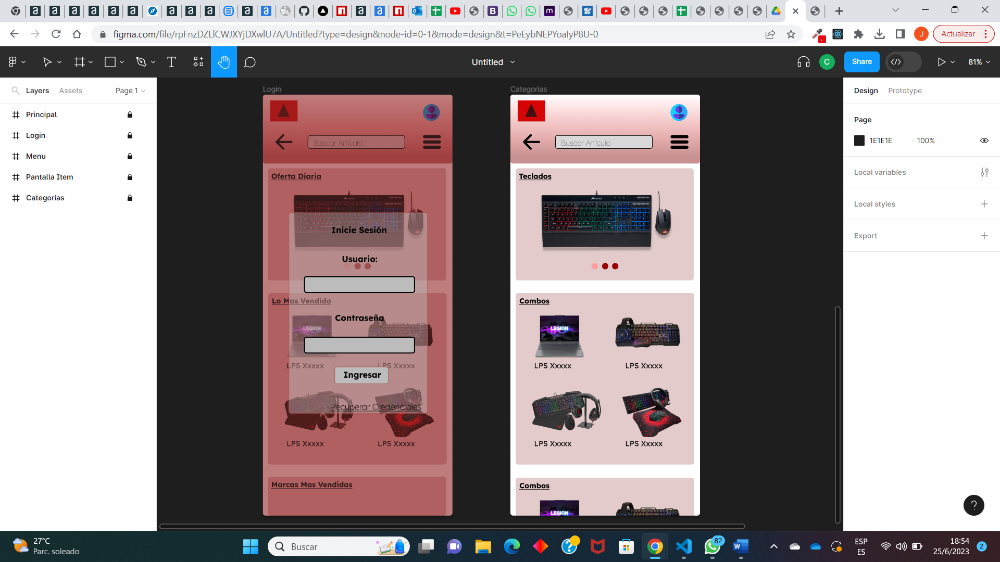 figma.com/file/rpFnzDZLlCWJXYjDXwlU7A/Untitled?type=design&node-id=0-1&mode=design&t=PeEybNEPYoalyP8U-0
J
Actualizar
Untitled
C
Share
81%
Layers
Assets
Page 1
Principal
Login
Menu
Pantalla Item
Categorias
Login
Buscar Artículo
Oferta Diaria
Inicie Sesión
Usuario:
Lo Mas Vendido
Contraseña
LEGION
LPS Xxxxx
LPS Xxxxx
Ingresar
Recuperar Credenciales
LPS Xxxxx
LPS Xxxxx
Marcas Mas Vendidas
Categorias
Buscar Artículo
Teclados
Combos
LEGION
LPS Xxxxx
LPS Xxxxx
LPS Xxxxx
LPS Xxxxx
Combos
LEGION
Design
Prototype
Page
1E1E1E
100%
Local variables
Local styles
Export
?
27°C
Parc. soleado
Buscar
82
ESP
ES
18:54
25/6/2023
2